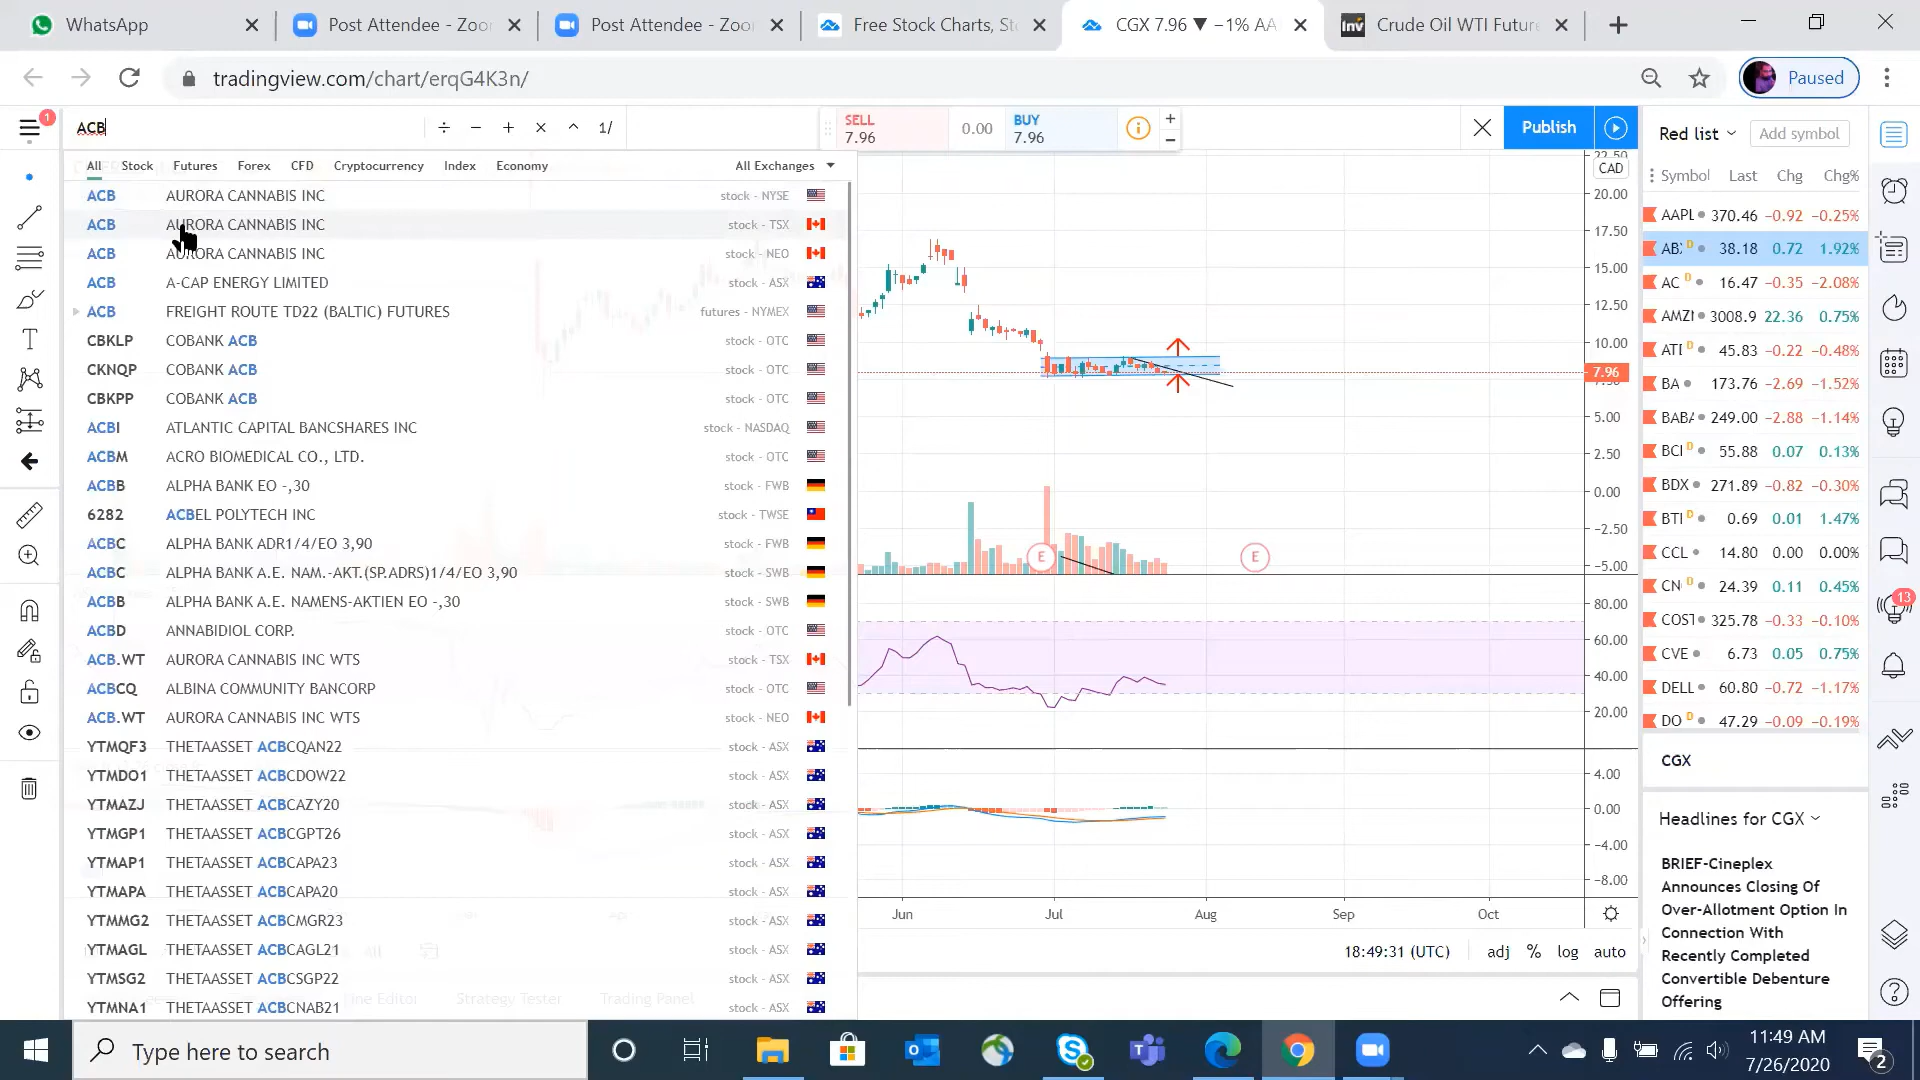 WhatsApp
Post Attendee - Zoo
Post Attendee - Zoo
Free Stock Charts, St
CGX 7.96 ▼ −1% AA
Inv
Crude Oil WTI Futur
tradingview.com/chart/erqG4K3n/
Paused
1
ACB
÷ − + × ^ 1/
SELL
7.96
0.00
BUY
7.96
Publish
Red list
Add symbol
All Stock Futures Forex CFD Cryptocurrency Index Economy
All Exchanges
Symbol Last Chg Chg%
ACB AURORA CANNABIS INC stock - NYSE
ACB AURORA CANNABIS INC stock - TSX
ACB AURORA CANNABIS INC stock - NEO
ACB A-CAP ENERGY LIMITED stock - ASX
ACB FREIGHT ROUTE TD22 (BALTIC) FUTURES futures - NYMEX
CBKLP COBANK ACB stock - OTC
CKNQP COBANK ACB stock - OTC
CBKPP COBANK ACB stock - OTC
ACBI ATLANTIC CAPITAL BANCSHARES INC stock - NASDAQ
ACBM ACRO BIOMEDICAL CO., LTD. stock - OTC
ACBB ALPHA BANK EO -,30 stock - FWB
6282 ACBEL POLYTECH INC stock - TWSE
ACBC ALPHA BANK ADR1/4/EO 3,90 stock - FWB
ACBC ALPHA BANK A.E. NAM.-AKT.(SP.ADRS)1/4/EO 3,90 stock - SWB
ACBB ALPHA BANK A.E. NAMENS-AKTIEN EO -,30 stock - SWB
ACBD ANNABIDIOL CORP. stock - OTC
ACB.WT AURORA CANNABIS INC WTS stock - TSX
ACBCQ ALBINA COMMUNITY BANCORP stock - OTC
ACB.WT AURORA CANNABIS INC WTS stock - NEO
YTMQF3 THETAASSET ACBCQAN22 stock - ASX
YTMDO1 THETAASSET ACBCDOW22 stock - ASX
YTMAZJ THETAASSET ACBCAZY20 stock - ASX
YTMGP1 THETAASSET ACBCGPT26 stock - ASX
YTMAP1 THETAASSET ACBCAPA23 stock - ASX
YTMAPA THETAASSET ACBCAPA20 stock - ASX
YTMMG2 THETAASSET ACBCMGR23 stock - ASX
YTMAGL THETAASSET ACBCAGL21 stock - ASX
YTMSG2 THETAASSET ACBCSGP22 stock - ASX
YTMNA1 THETAASSET ACBCNAB21 stock - ASX
Strategy Tester
Trading Panel
22.50
CAD
20.00
17.50
15.00
12.50
10.00
7.96
5.00
2.50
0.00
−2.50
−5.00
E
E
80.00
60.00
40.00
20.00
4.00
0.00
−4.00
−8.00
Jun Jul Aug Sep Oct
18:49:31 (UTC) adj % log auto
AAPL 370.46 −0.92 −0.25%
AB D 38.18 0.72 1.92%
AC D 16.47 −0.35 −2.08%
AMZI 3008.9 22.36 0.75%
ATI D 45.83 −0.22 −0.48%
BA 173.76 −2.69 −1.52%
BABA 249.00 −2.88 −1.14%
BCI D 55.88 0.07 0.13%
BDX 271.89 −0.82 −0.30%
BTI D 0.69 0.01 1.47%
CCL 14.80 0.00 0.00%
CN D 24.39 0.11 0.45%
COST 325.78 −0.33 −0.10%
CVE 6.73 0.05 0.75%
DELL 60.80 −0.72 −1.17%
DO D 47.29 −0.09 −0.19%
13
CGX
Headlines for CGX
BRIEF-Cineplex
Announces Closing Of
Over-Allotment Option In
Connection With
Recently Completed
Convertible Debenture
Offering
Type here to search
11:49 AM
7/26/2020
2